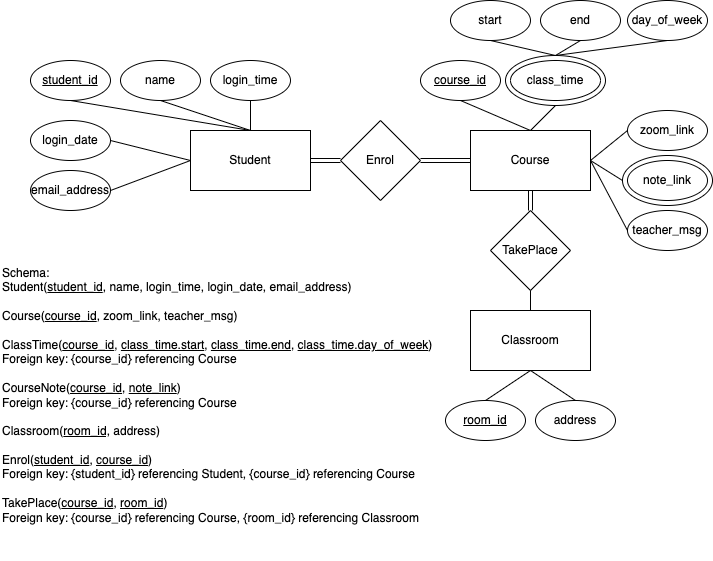 start
end
day_of_week
student_id
name
login_time
course_id
class_time
login_date
zoom_link
Student
Enrol
Course
email_address
note_link
teacher_msg
TakePlace
Schema:
Student(student_id, name, login_time, login_date, email_address)
Course(course_id, zoom_link, teacher_msg)
ClassTime(course_id, class_time.start, class_time.end, class_time.day_of_week)
Foreign key: {course_id} referencing Course
CourseNote(course_id, note_link)
Foreign key: {course_id} referencing Course
Classroom(room_id, address)
Enrol(student_id, course_id)
Foreign key: {student_id} referencing Student, {course_id} referencing Course
TakePlace(course_id, room_id)
Foreign key: {course_id} referencing Course, {room_id} referencing Classroom
Classroom
room_id
address